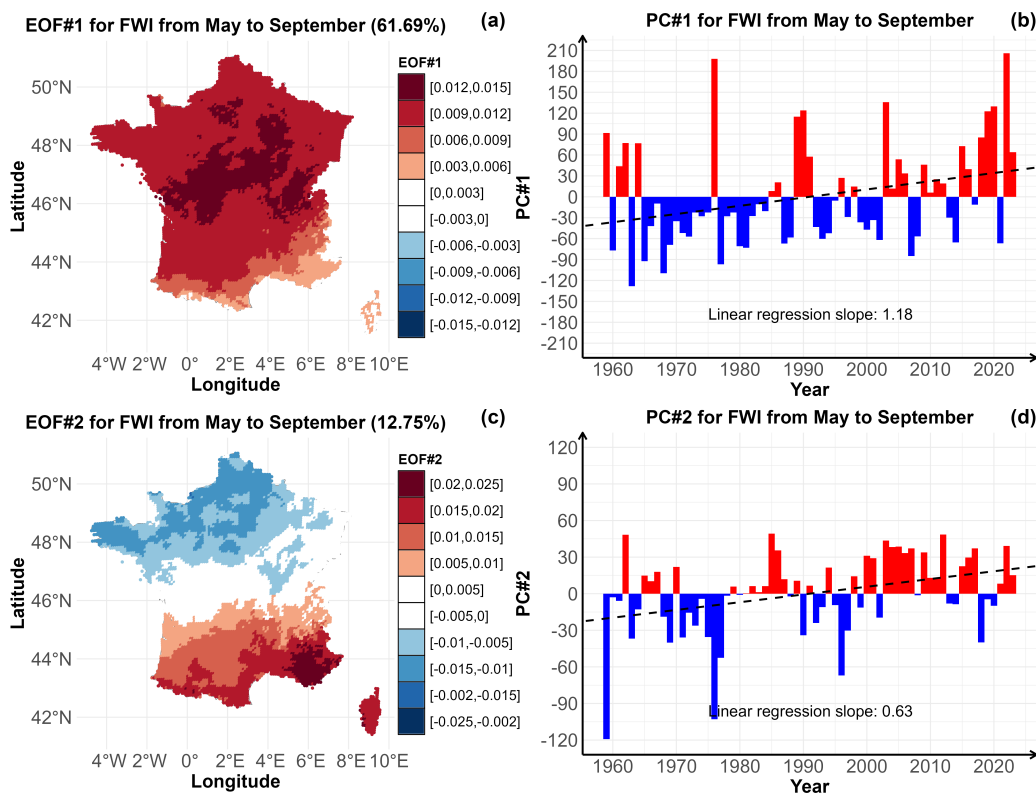 EOF#1 for FWI from May to September (61.69%)
(a)
50°N
48°N
46°N
44°N
42°N
Latitude
4°W 2°W 0° 2°E 4°E 6°E 8°E 10°E
Longitude
EOF#1
[0.012,0.015]
[0.009,0.012]
[0.006,0.009]
[0.003,0.006]
[0,0.003]
[-0.003,0]
[-0.006,-0.003]
[-0.009,-0.006]
[-0.012,-0.009]
[-0.015,-0.012]
PC#1 for FWI from May to September
(b)
210
180
150
120
90
60
30
0
-30
-60
-90
-120
-150
-180
-210
PC#1
Linear regression slope: 1.18
1960 1970 1980 1990 2000 2010 2020
Year
EOF#2 for FWI from May to September (12.75%)
(c)
50°N
48°N
46°N
44°N
42°N
Latitude
4°W 2°W 0° 2°E 4°E 6°E 8°E 10°E
Longitude
EOF#2
[0.02,0.025]
[0.015,0.02]
[0.01,0.015]
[0.005,0.01]
[0,0.005]
[-0.005,0]
[-0.01,-0.005]
[-0.015,-0.01]
[-0.002,-0.015]
[-0.025,-0.002]
PC#2 for FWI from May to September
(d)
120
90
60
30
0
-30
-60
-90
-120
PC#2
Linear regression slope: 0.63
1960 1970 1980 1990 2000 2010 2020
Year